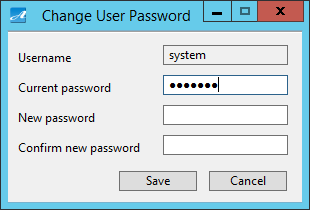 Change User Password
Username system
Current password ●●●●●●●
New password
Confirm new password
Save Cancel